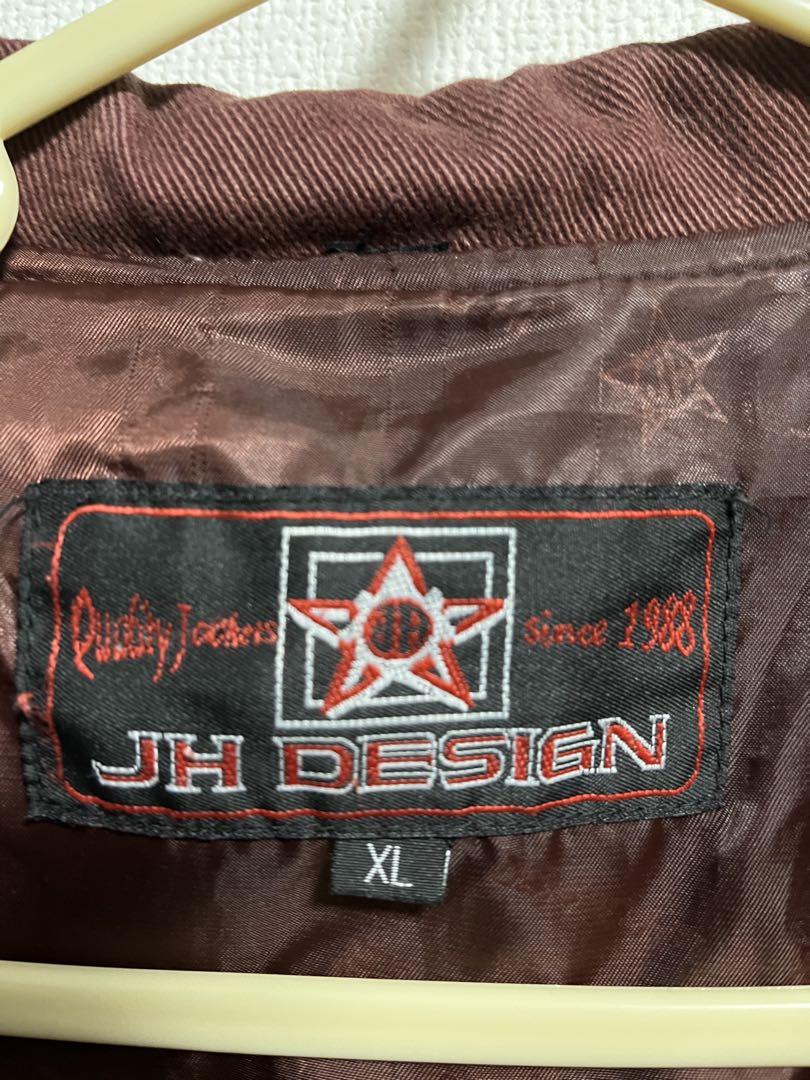 Quality Jackets
JH
since 1988
JH DESIGN
XL